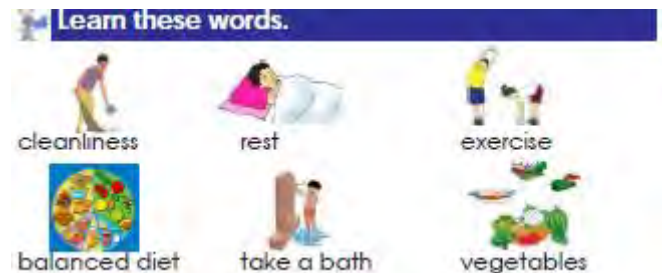 Learn these words.
cleanliness rest exercise
balanced diet take a bath vegetables